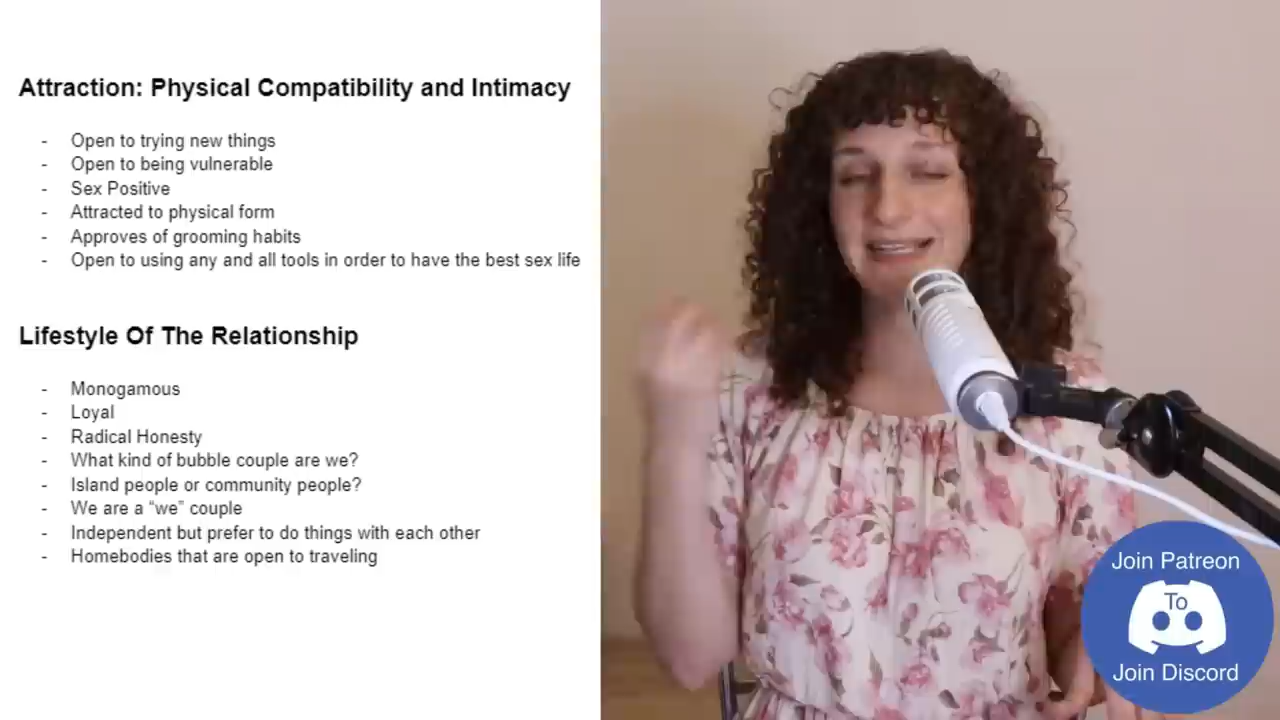 Attraction: Physical Compatibility and Intimacy
- Open to trying new things
- Open to being vulnerable
- Sex Positive
- Attracted to physical form
- Approves of grooming habits
- Open to using any and all tools in order to have the best sex life
Lifestyle Of The Relationship
- Monogamous
- Loyal
- Radical Honesty
- What kind of bubble couple are we?
- Island people or community people?
- We are a “we” couple
- Independent but prefer to do things with each other
- Homebodies that are open to traveling
Join Patreon
To
Join Discord